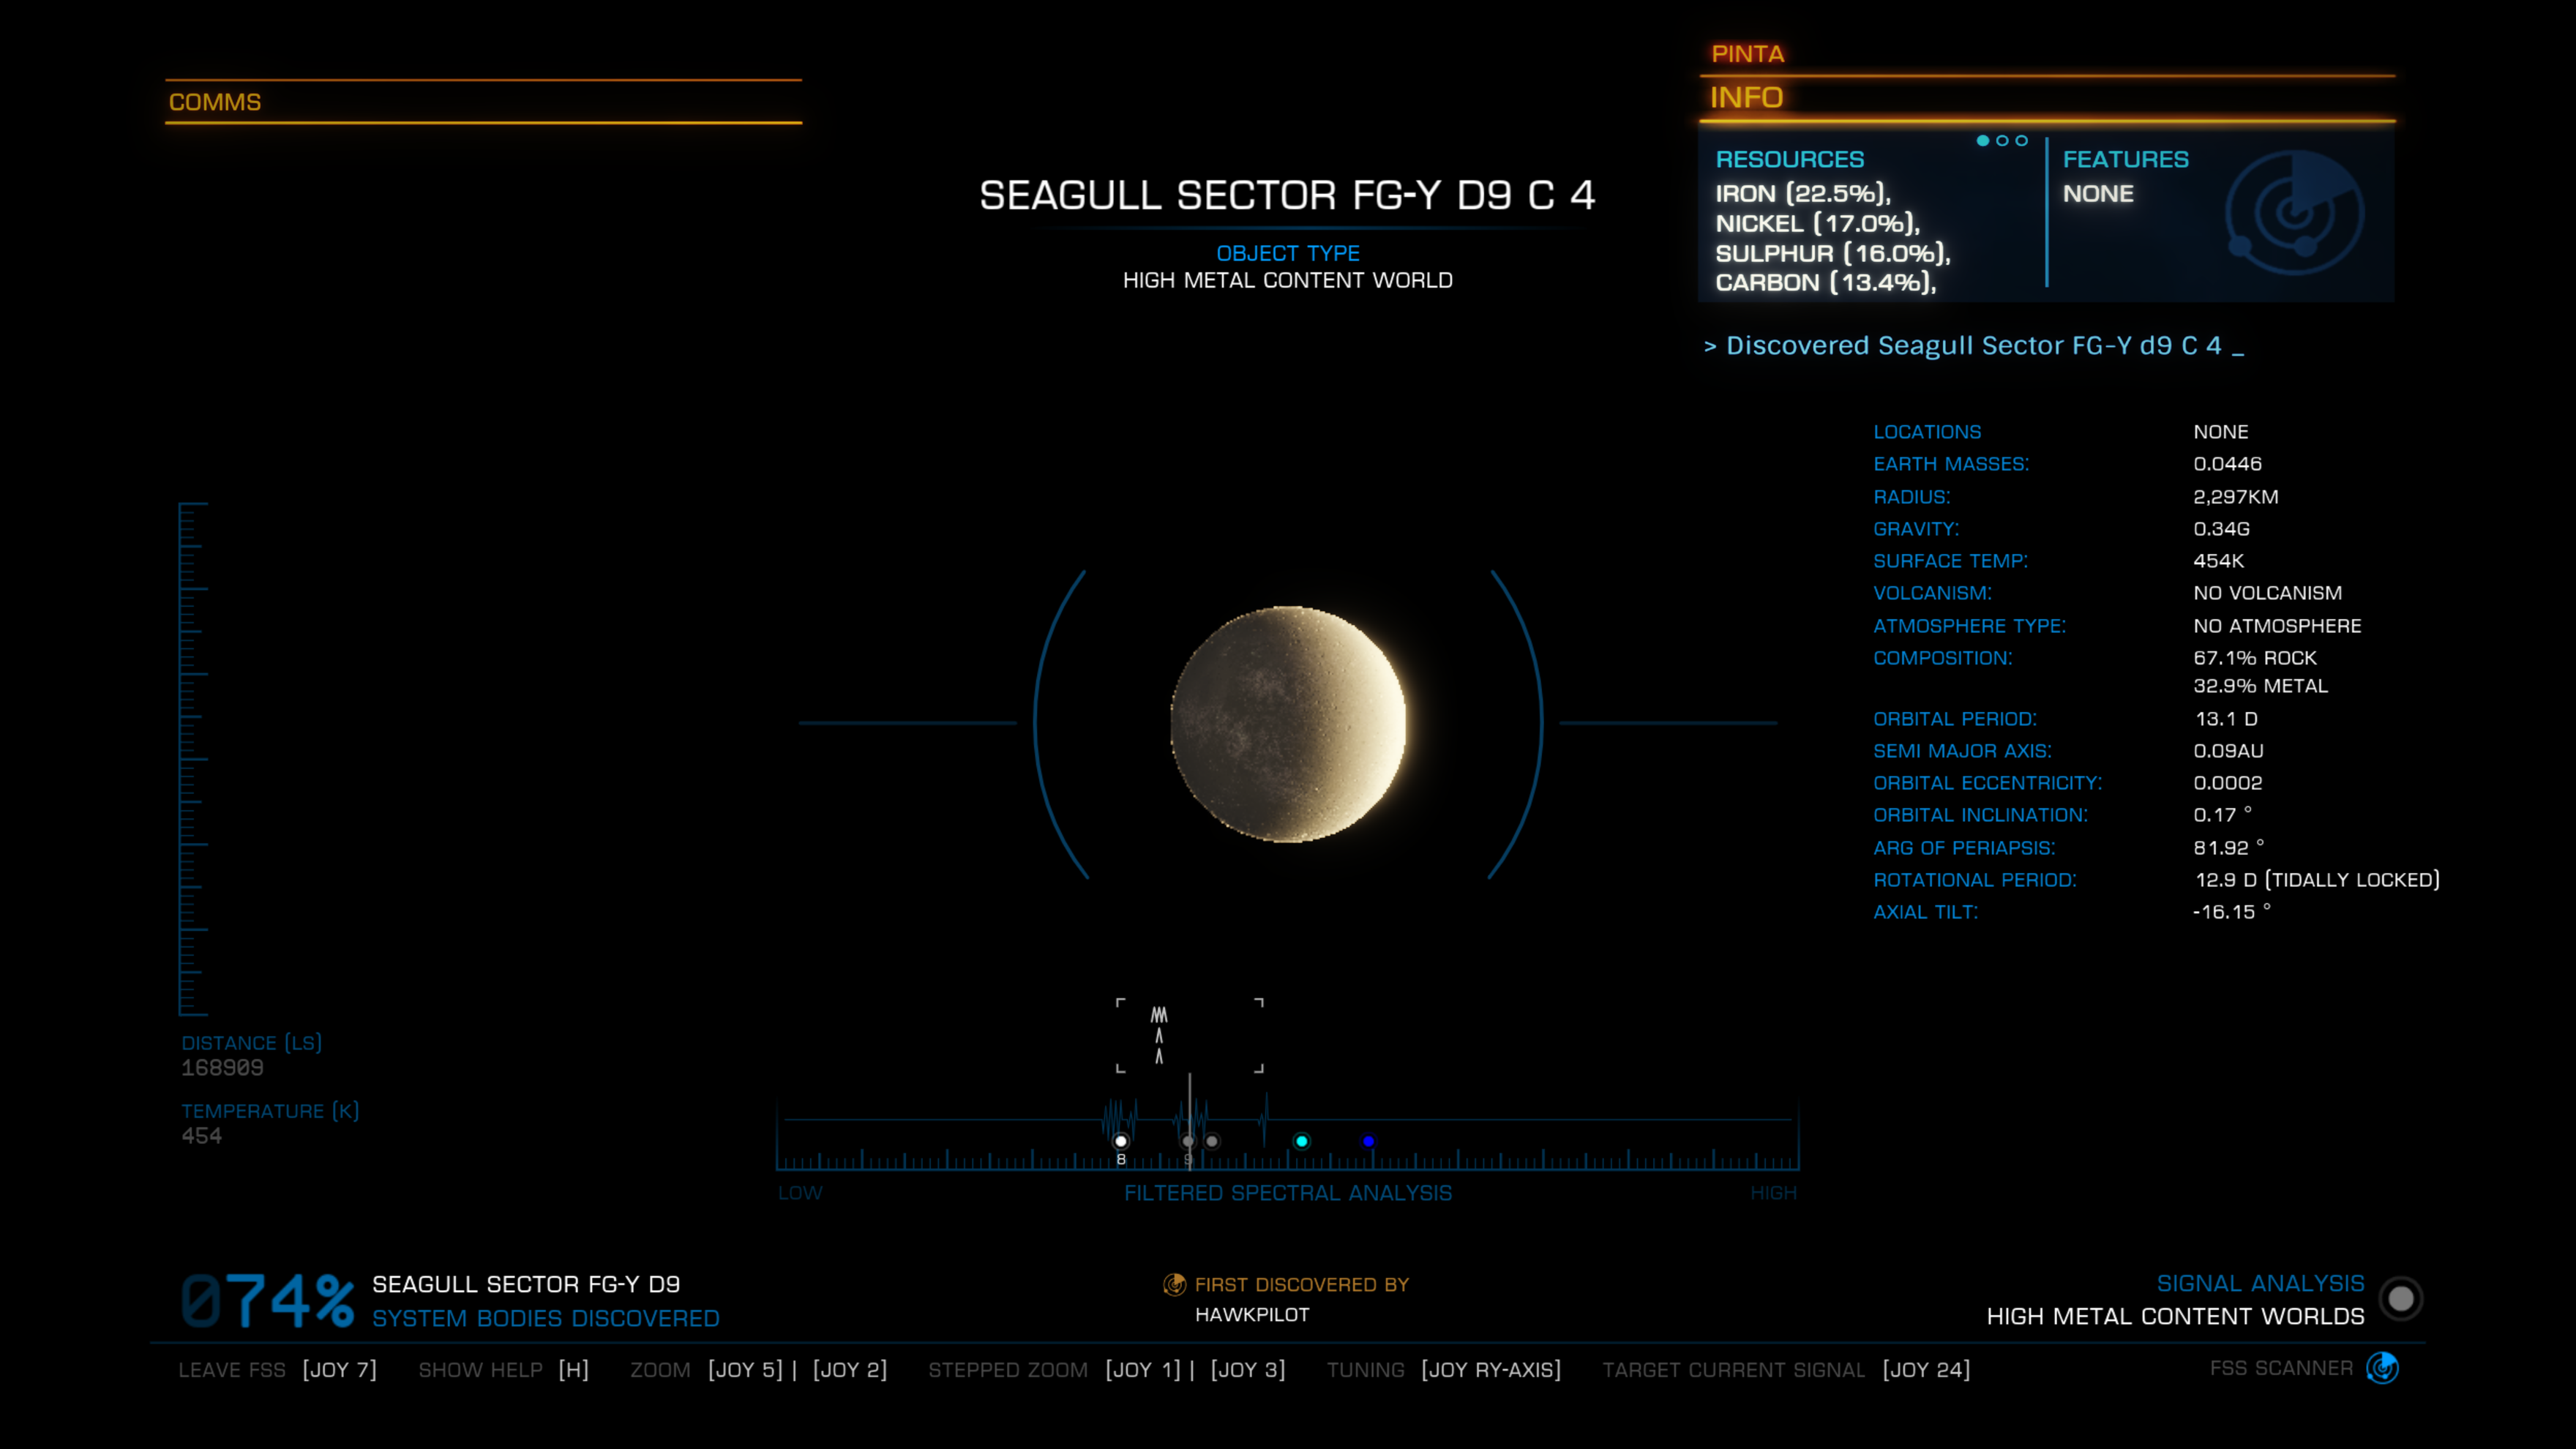 PINTA
COMMS
INFO
SEAGULL SECTOR FG-Y D9 C 4
OBJECT TYPE
HIGH METAL CONTENT WORLD
RESOURCES
IRON (22.5%),
NICKEL (17.0%),
SULPHUR (16.0%),
CARBON (13.4%),
FEATURES
NONE
> Discovered Seagull Sector FG-Y d9 C 4 _
LOCATIONS NONE
EARTH MASSES: 0.0446
RADIUS: 2,297KM
GRAVITY: 0.34G
SURFACE TEMP: 454K
VOLCANISM: NO VOLCANISM
ATMOSPHERE TYPE: NO ATMOSPHERE
COMPOSITION: 67.1% ROCK
32.9% METAL
ORBITAL PERIOD: 13.1 D
SEMI MAJOR AXIS: 0.09AU
ORBITAL ECCENTRICITY: 0.0002
ORBITAL INCLINATION: 0.17 °
ARG OF PERIAPSIS: 81.92 °
ROTATIONAL PERIOD: 12.9 D (TIDALLY LOCKED)
AXIAL TILT: -16.15 °
DISTANCE (LS)
168909
TEMPERATURE (K)
454
8 9
LOW FILTERED SPECTRAL ANALYSIS HIGH
074% SEAGULL SECTOR FG-Y D9
SYSTEM BODIES DISCOVERED
FIRST DISCOVERED BY
HAWKPILOT
SIGNAL ANALYSIS
HIGH METAL CONTENT WORLDS
LEAVE FSS [JOY 7] SHOW HELP [H] ZOOM [JOY 5] | [JOY 2] STEPPED ZOOM [JOY 1] | [JOY 3] TUNING [JOY RY-AXIS] TARGET CURRENT SIGNAL [JOY 24] FSS SCANNER